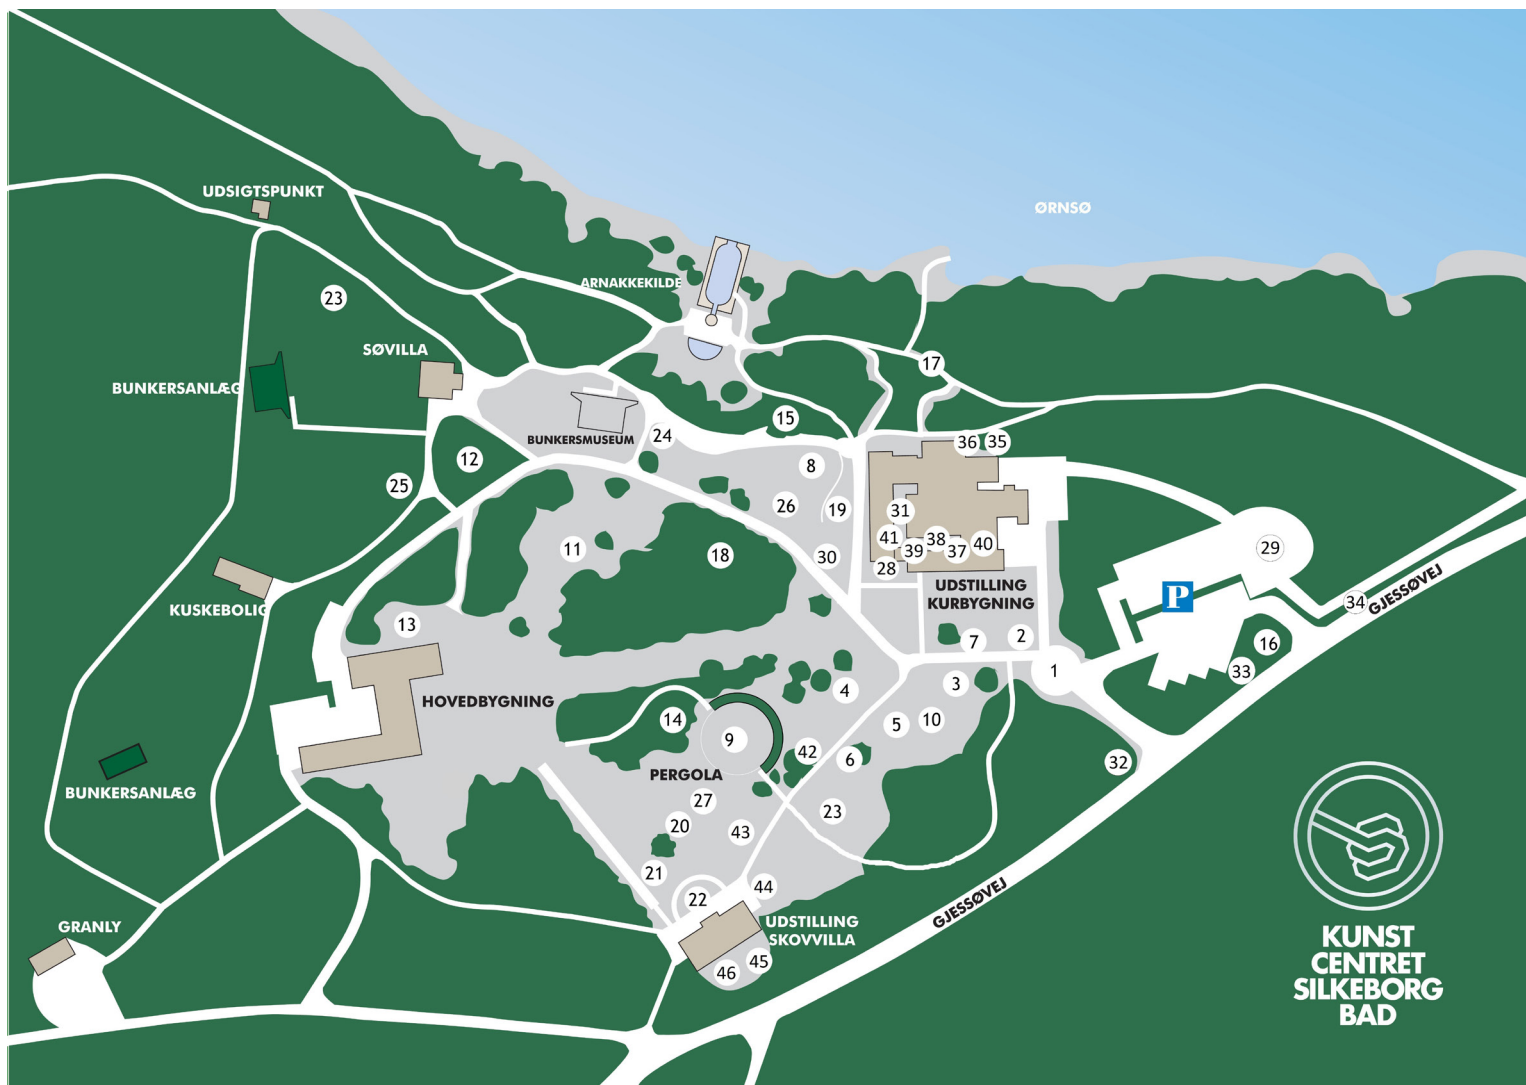 UDSIGTSPUNKT
ØRNSØ
ARNAKKEKILDE
23
SØVILLA
17
BUNKERSANLÆG
15
BUNKERSMUSEUM
24
36
35
12
8
25
26
19
31
11
18
30
41
38
39
37
40
28
29
UDSTILLING
KURBYGNING
P
34
GJESSØVEJ
KUSKEBOLIG
13
7
2
16
33
1
HOVEDBYGNING
4
3
14
9
5
10
42
6
32
PERGOLA
BUNKERSANLÆG
27
20
43
23
21
22
44
GJESSØVEJ
GRANLY
UDSTILLING
SKOVVILLA
46
45
KUNST
CENTRET
SILKEBORG
BAD